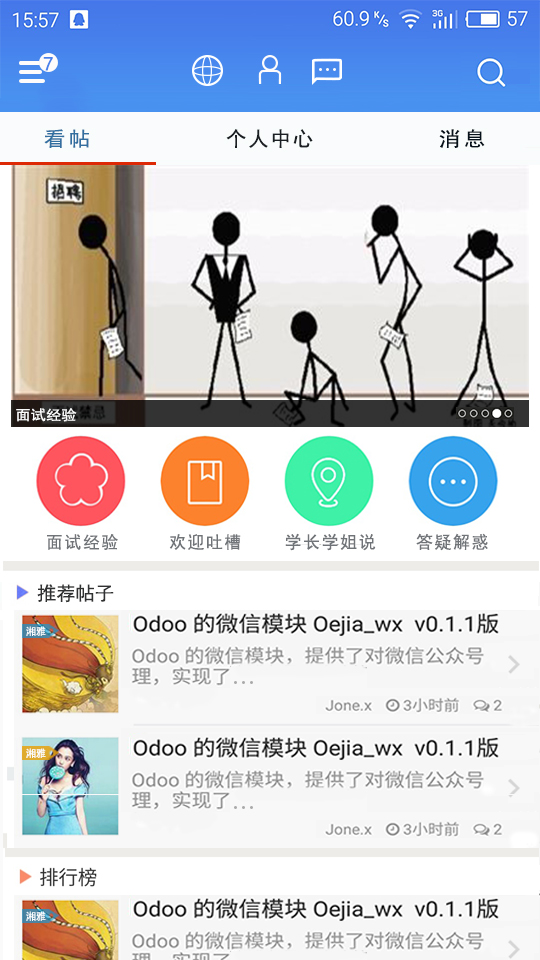 15:57
60.9 K/s 3G 57
7
看帖 个人中心 消息
招聘
面试经验
面试经验 欢迎吐槽 学长学姐说 答疑解惑
推荐帖子
湘雅
Odoo 的微信模块 Oejia_wx v0.1.1版
Odoo 的微信模块，提供了对微信公众号
理，实现了...
Jone.x 3小时前 2
湘雅
Odoo 的微信模块 Oejia_wx v0.1.1版
Odoo 的微信模块，提供了对微信公众号
理，实现了...
Jone.x 3小时前 2
排行榜
湘雅
Odoo 的微信模块 Oejia_wx v0.1.1版
Odoo 的微信模块，提供了对微信公众号